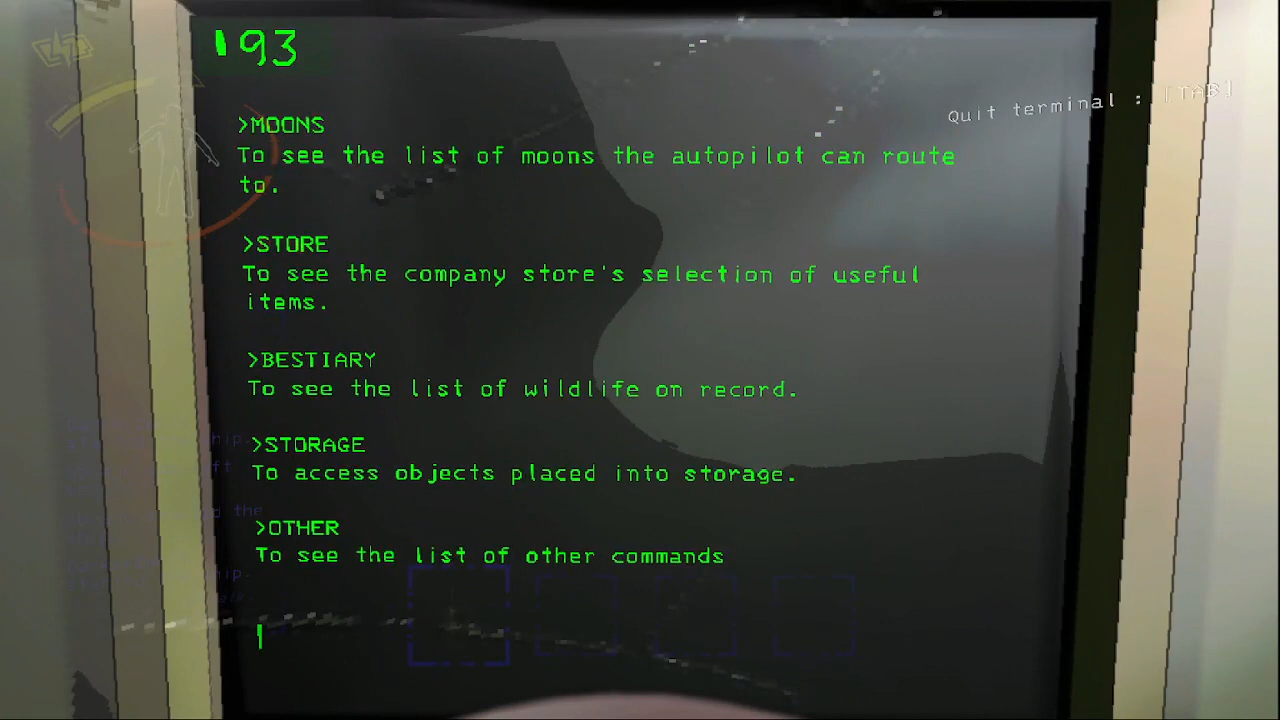 ▮93
Quit terminal : [TAB]
>MOONS
To see the list of moons the autopilot can route
to.
>STORE
To see the company store's selection of useful
items.
>BESTIARY
To see the list of wildlife on record.
>STORAGE
To access objects placed into storage.
>OTHER
To see the list of other commands